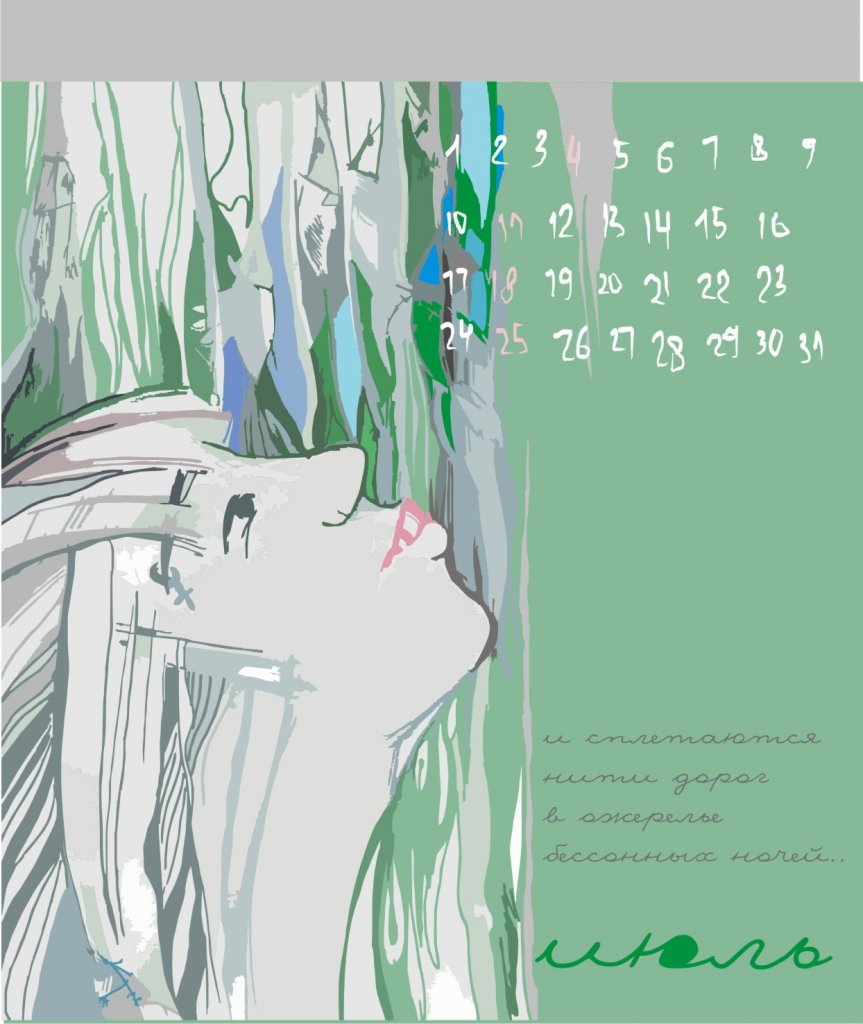 1 2 3 4 5 6 7 8 9
10 11 12 13 14 15 16
17 18 19 20 21 22 23
24 25 26 27 28 29 30 31
и сплетаются
нити дорог
в ожерелье
бессонных ночей..
июль